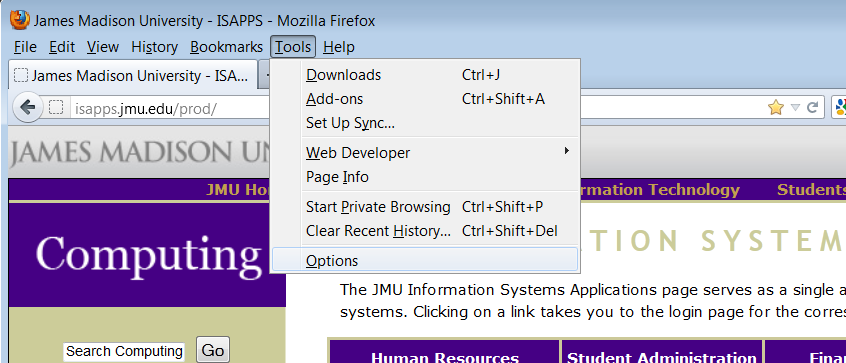 James Madison University - ISAPPS - Mozilla Firefox
File Edit View History Bookmarks Tools Help
James Madison University - ISA...
isapps.jmu.edu/prod/
Downloads Ctrl+J
Add-ons Ctrl+Shift+A
Set Up Sync...
Web Developer
Page Info
Start Private Browsing Ctrl+Shift+P
Clear Recent History... Ctrl+Shift+Del
Options
JAMES MADISON UN
JMU Ho rmation Technology Students
Computing
TION SYSTEM
The JMU Information Systems Applications page serves as a single a
systems. Clicking on a link takes you to the login page for the corres
Search Computing Go
Human Resources Student Administration Finan